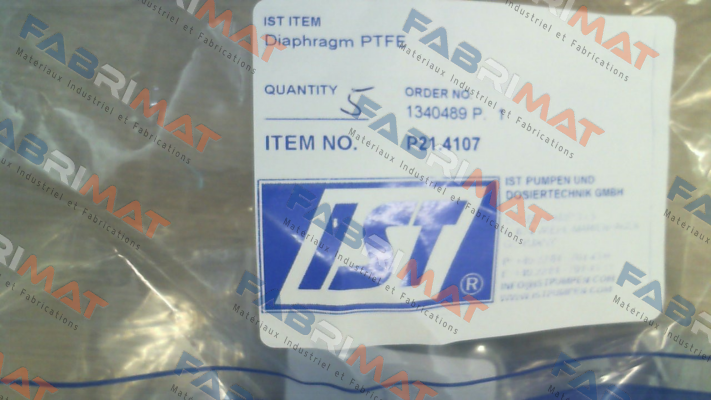 IST ITEM
Diaphragm PTFE
QUANTITY 5
ORDER NO:
1340489 P. 1
ITEM NO. P21.4107
IST PUMPEN UND
DOSIERTECHNIK GMBH
IST ®
FABRIMAT
Materiaux Industriel et Fabrications